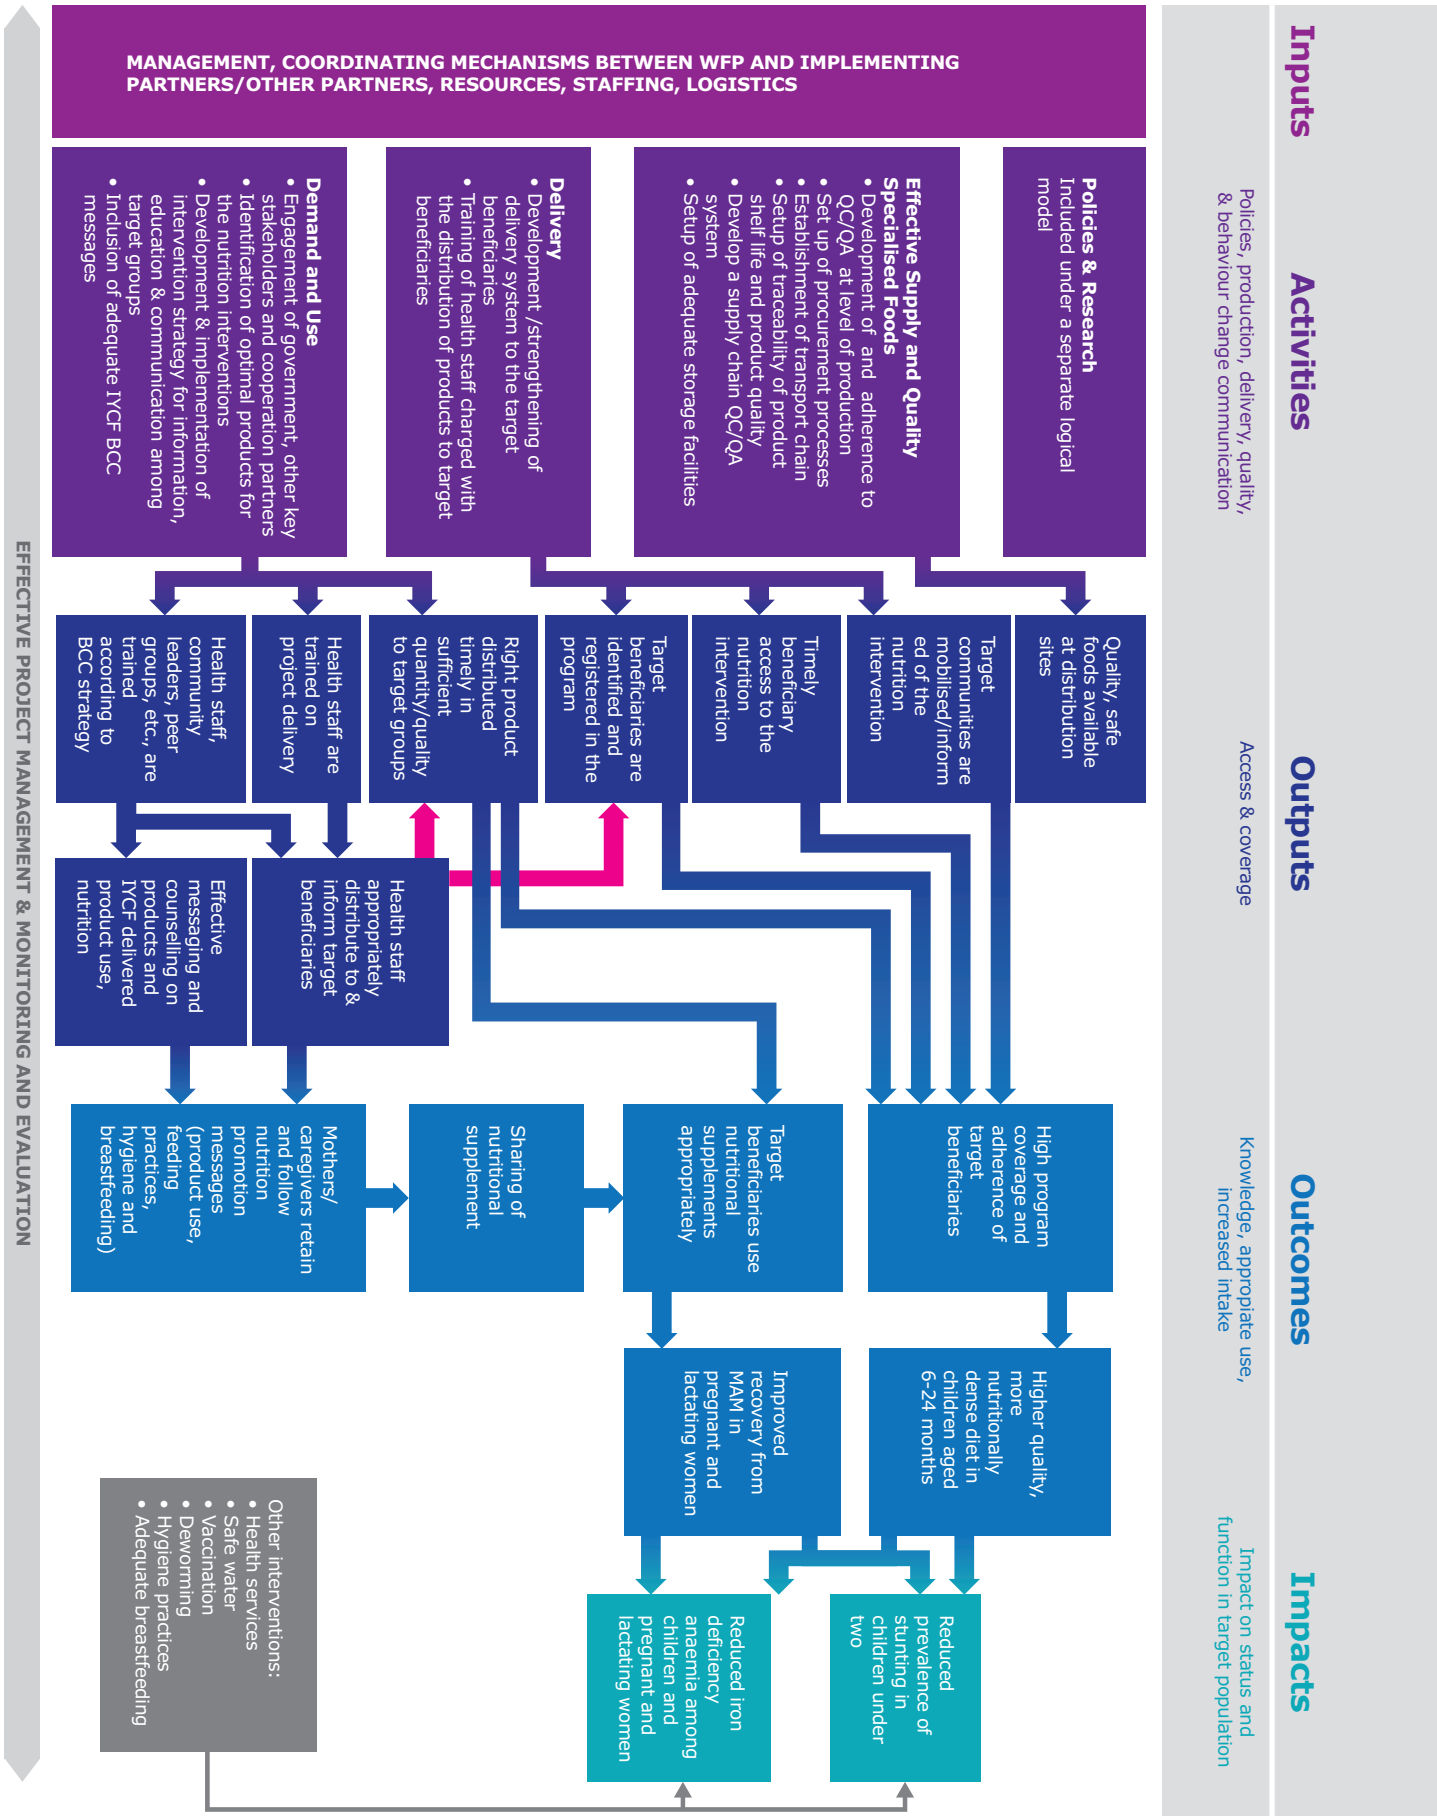 Inputs
Activities
Policies, production, delivery, quality,
& behaviour change communication
Outputs
Access & coverage
Outcomes
Knowledge, appropiate use,
increased intake
Impacts
Impact on status and
function in target population
MANAGEMENT, COORDINATING MECHANISMS BETWEEN WFP AND IMPLEMENTING
PARTNERS/OTHER PARTNERS, RESOURCES, STAFFING, LOGISTICS
Policies & Research
Included under a separate logical
model
Effective Supply and Quality
Specialised Foods
• Development of and adherence to
QC/QA at level of production
• Set up of procurement processes
• Establishment of transport chain
• Setup of traceability of product
shelf life and product quality
• Develop a supply chain QC/QA
system
• Setup of adequate storage facilities
Delivery
• Development /strengthening of
delivery system to the target
beneficiaries
• Training of health staff charged with
the distribution of products to target
beneficiaries
Demand and Use
• Engagement of government, other key
stakeholders and cooperation partners
• Identification of optimal products for
the nutrition interventions
• Development & implementation of
intervention strategy for information,
education & communication among
target groups
• Inclusion of adequate IYCF BCC
messages
Quality, safe
foods available
at distribution
sites
Target
communities are
mobilised/inform
ed of the
nutrition
intervention
Timely
beneficiary
access to the
nutrition
intervention
Target
beneficiaries are
identified and
registered in the
program
Right product
distributed
timely in
sufficient
quantity/quality
to target groups
Health staff are
trained on
project delivery
Health staff,
community
leaders, peer
groups, etc., are
trained
according to
BCC strategy
Health staff
appropriately
distribute to &
inform target
beneficiaries
Effective
messaging and
counselling on
products and
IYCF delivered
product use,
nutrition
High program
coverage and
adherence of
target
beneficiaries
Target
beneficiaries use
nutritional
supplements
appropriately
Sharing of
nutritional
supplement
Mothers/
caregivers retain
and follow
nutrition
promotion
messages
(product use,
feeding
practices,
hygiene and
breastfeeding)
Higher quality,
more
nutritionally
dense diet in
children aged
6-24 months
Improved
recovery from
MAM in
pregnant and
lactating women
Reduced
prevalence of
stunting in
children under
two
Reduced iron
deficiency
anaemia among
children and
pregnant and
lactating women
Other interventions:
• Health services
• Safe water
• Vaccination
• Deworming
• Hygiene practices
• Adequate breastfeeding
EFFECTIVE PROJECT MANAGEMENT & MONITORING AND EVALUATION